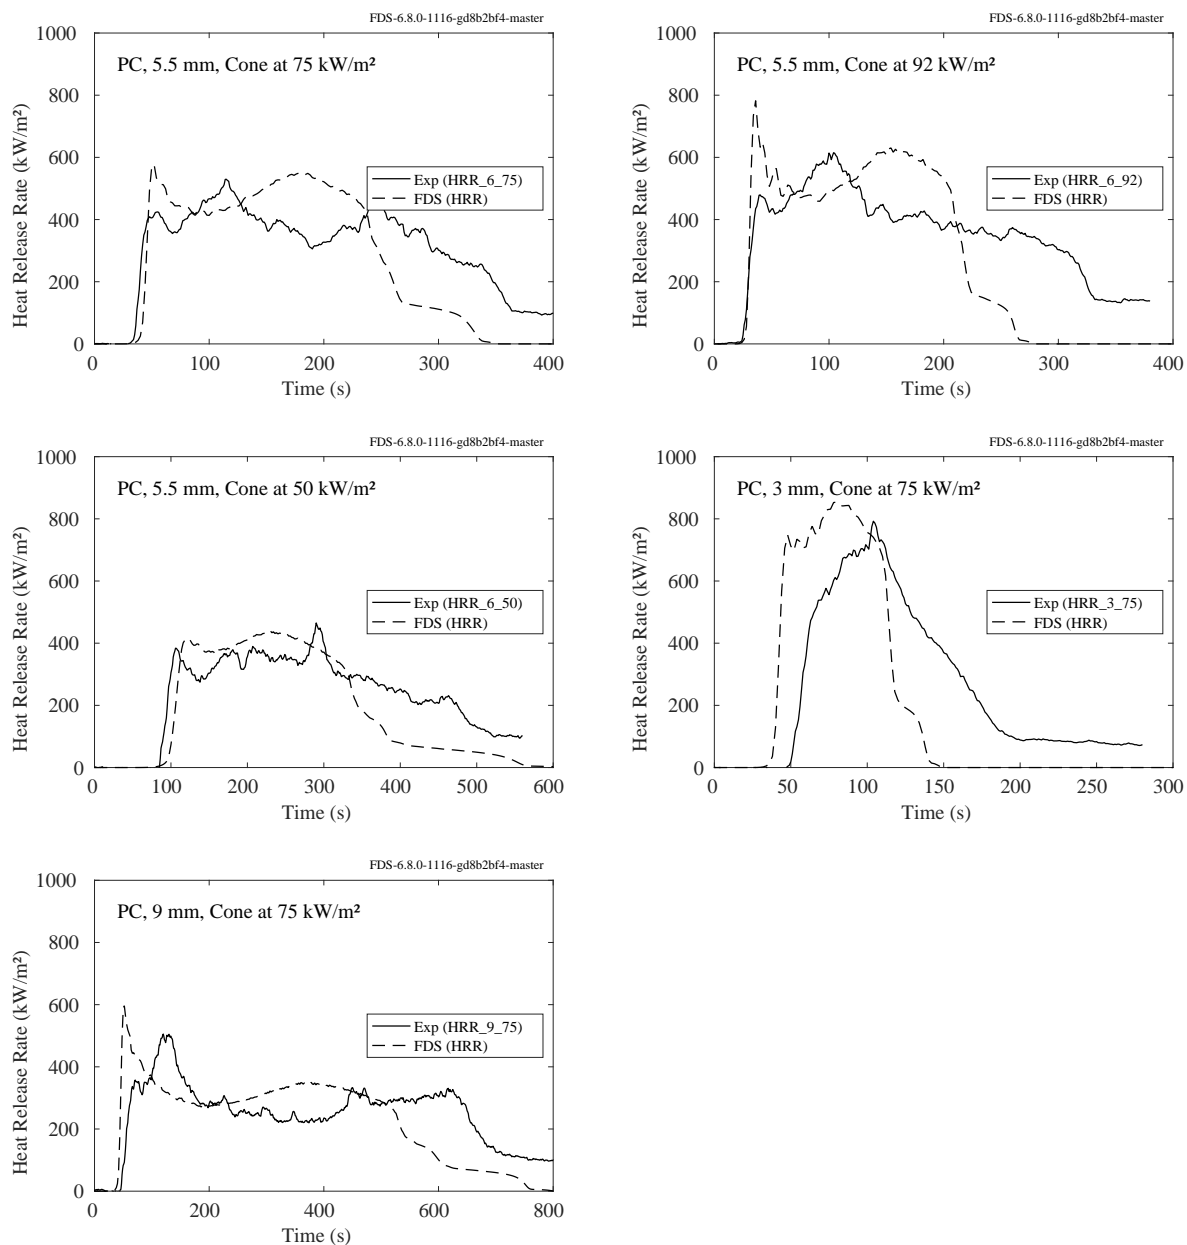 FDS-6.8.0-1116-gd8b2bf4-master
PC, 5.5 mm, Cone at 75 kW/m²
Heat Release Rate (kW/m²)
1000
800
600
400
200
0
Exp (HRR_6_75)
FDS (HRR)
0 100 200 300 400
Time (s)
FDS-6.8.0-1116-gd8b2bf4-master
PC, 5.5 mm, Cone at 92 kW/m²
Heat Release Rate (kW/m²)
1000
800
600
400
200
0
Exp (HRR_6_92)
FDS (HRR)
0 100 200 300 400
Time (s)
FDS-6.8.0-1116-gd8b2bf4-master
PC, 5.5 mm, Cone at 50 kW/m²
Heat Release Rate (kW/m²)
1000
800
600
400
200
0
Exp (HRR_6_50)
FDS (HRR)
0 100 200 300 400 500 600
Time (s)
FDS-6.8.0-1116-gd8b2bf4-master
PC, 3 mm, Cone at 75 kW/m²
Heat Release Rate (kW/m²)
1000
800
600
400
200
0
Exp (HRR_3_75)
FDS (HRR)
0 50 100 150 200 250 300
Time (s)
FDS-6.8.0-1116-gd8b2bf4-master
PC, 9 mm, Cone at 75 kW/m²
Heat Release Rate (kW/m²)
1000
800
600
400
200
0
Exp (HRR_9_75)
FDS (HRR)
0 200 400 600 800
Time (s)